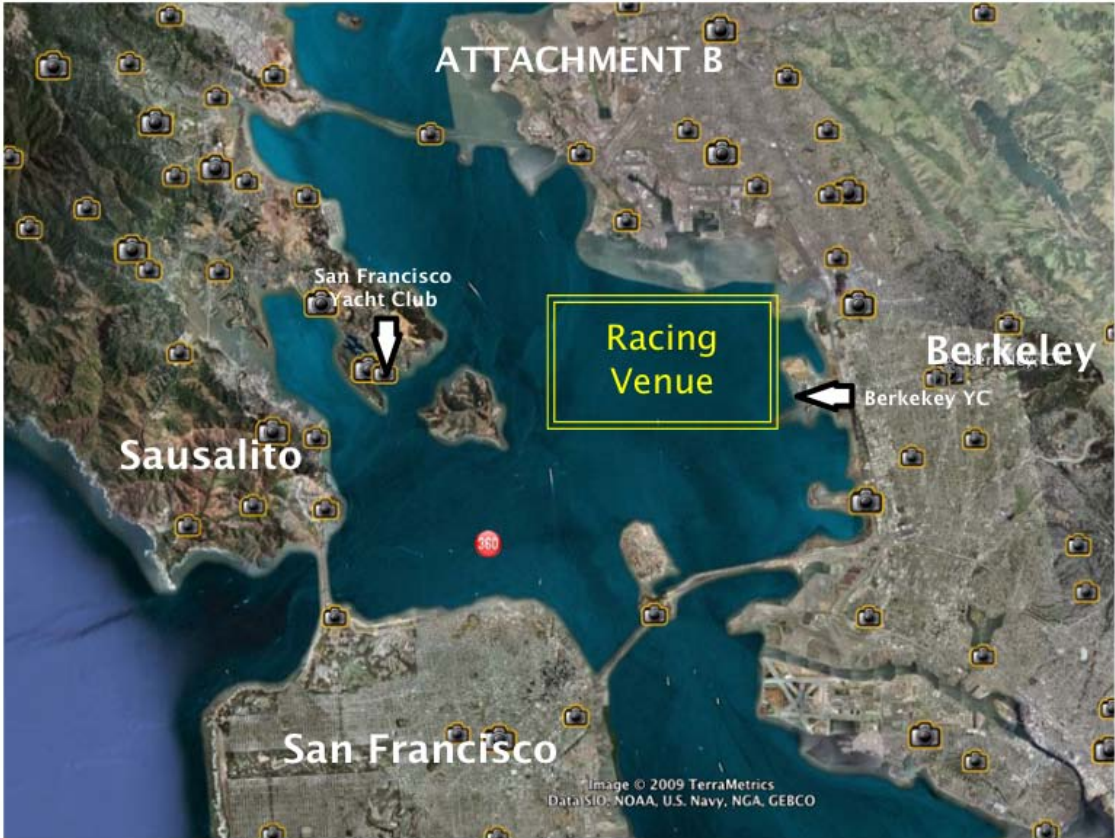 ATTACHMENT B
San Francisco
Yacht Club
Racing
Venue
Berkeley
Berkekey YC
Sausalito
360
San Francisco
Image © 2009 TerraMetrics
Data SIO, NOAA, U.S. Navy, NGA, GEBCO